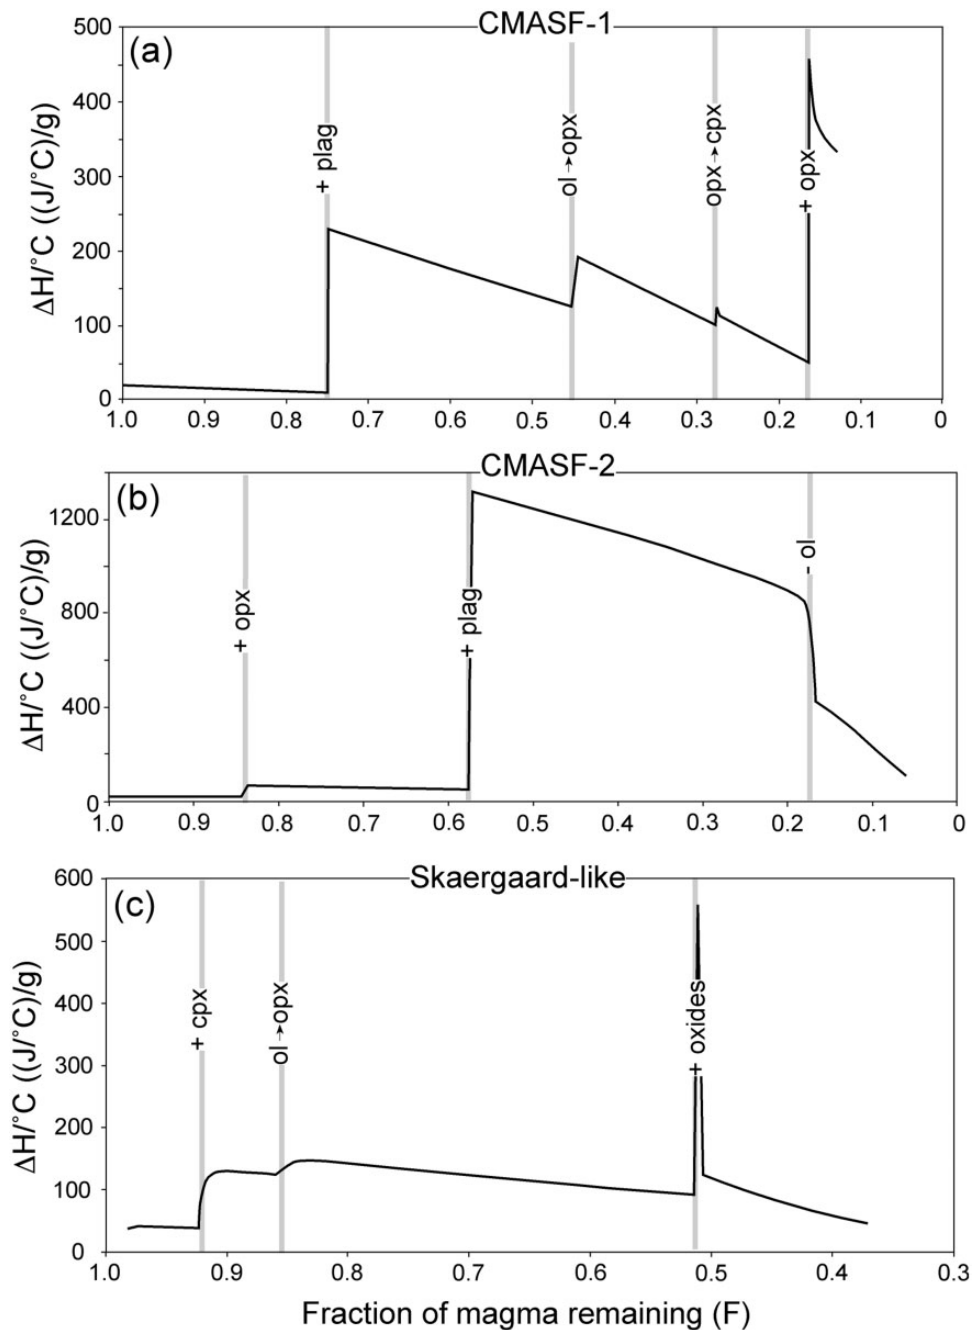 CMASF-1
(a)
ΔH/˚C ((J/˚C)/g)
500
400
300
200
100
0
+ plag
ol→opx
opx→cpx
+ opx
1.0 0.9 0.8 0.7 0.6 0.5 0.4 0.3 0.2 0.1 0
CMASF-2
(b)
ΔH/˚C ((J/˚C)/g)
1200
800
400
0
+ opx
+ plag
- ol
1.0 0.9 0.8 0.7 0.6 0.5 0.4 0.3 0.2 0.1 0
Skaergaard-like
(c)
ΔH/˚C ((J/˚C)/g)
600
500
400
300
200
100
0
+ cpx
ol→opx
+ oxides
1.0 0.9 0.8 0.7 0.6 0.5 0.4 0.3
Fraction of magma remaining (F)